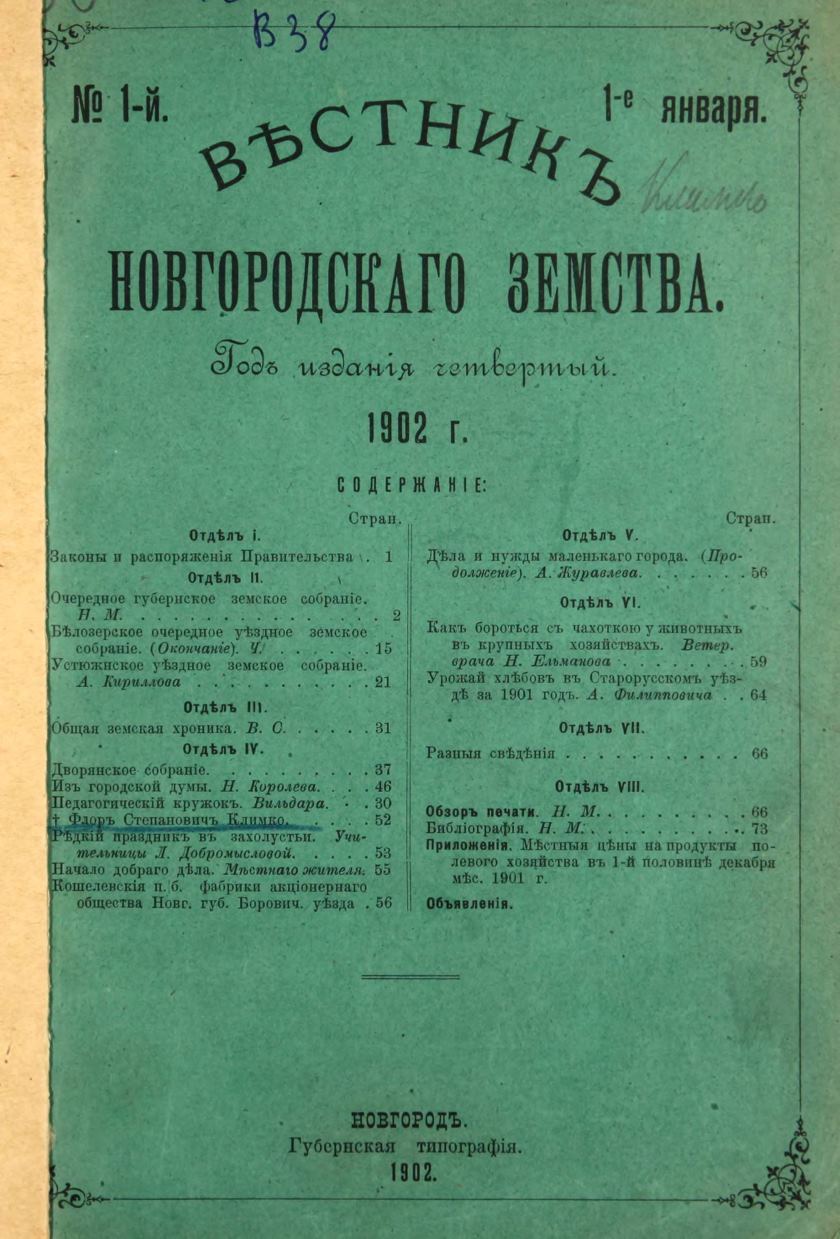 В38
№ 1-й.
1-е января.
ВѢСТНИКЪ
НОВГОРОДСКАГО ЗЕМСТВА.
Годъ изданія четвертый.
1902 г.
СОДЕРЖАНІЕ:
Стран.
Отдѣлъ I.
Законы и распоряженія Правительства . 1
Отдѣлъ II.
Очередное губернское земское собраніе.
Н. М. . . . . . . . . . . . . . . . 2
Бѣлозерское очередное уѣздное земское
собраніе. (Окончаніе). Ч. . . . . . . 15
Устюжнское уѣздное земское собраніе.
А. Кириллова . . . . . . . . . . . 21
Отдѣлъ III.
Общая земская хроника. В. С. . . . . . 31
Отдѣлъ IV.
Дворянское собраніе. . . . . . . . . . 37
Изъ городской думы. Н. Королева. . . . 46
Педагогическій кружокъ. Вильдара. . . 30
† Флоръ Степановичъ Климко. . . . . 52
Рѣдкій праздникъ въ захолустьи. Учи-
тельницы Л. Добромысловой. . . . . 53
Начало добраго дѣла. Мѣстнаго жителя. 55
Кошелевскія п. б. фабрики акціонернаго
общества Новг. губ. Борович. уѣзда . 56
Стран.
Отдѣлъ V.
Дѣла и нужды маленькаго города. (Про-
долженіе). А. Журавлева. . . . . . . 56
Отдѣлъ VI.
Какъ бороться съ чахоткою у животныхъ
въ крупныхъ хозяйствахъ. Ветер.
врача Н. Ельманова . . . . . . . . 59
Урожай хлѣбовъ въ Старорусскомъ уѣз-
дѣ за 1901 годъ. А. Филипповича . . 64
Отдѣлъ VII.
Разныя свѣдѣнія . . . . . . . . . . . 66
Отдѣлъ VIII.
Обзоръ печати. Н. М. . . . . . . . . . 66
Библіографія. Н. М. . . . . . . . . . . 73
Приложенія. Мѣстныя цѣны на продукты по-
левого хозяйства въ 1-й половинѣ декабря
мѣс. 1901 г.
Объявленія.
НОВГОРОДЪ.
Губернская типографія.
1902.